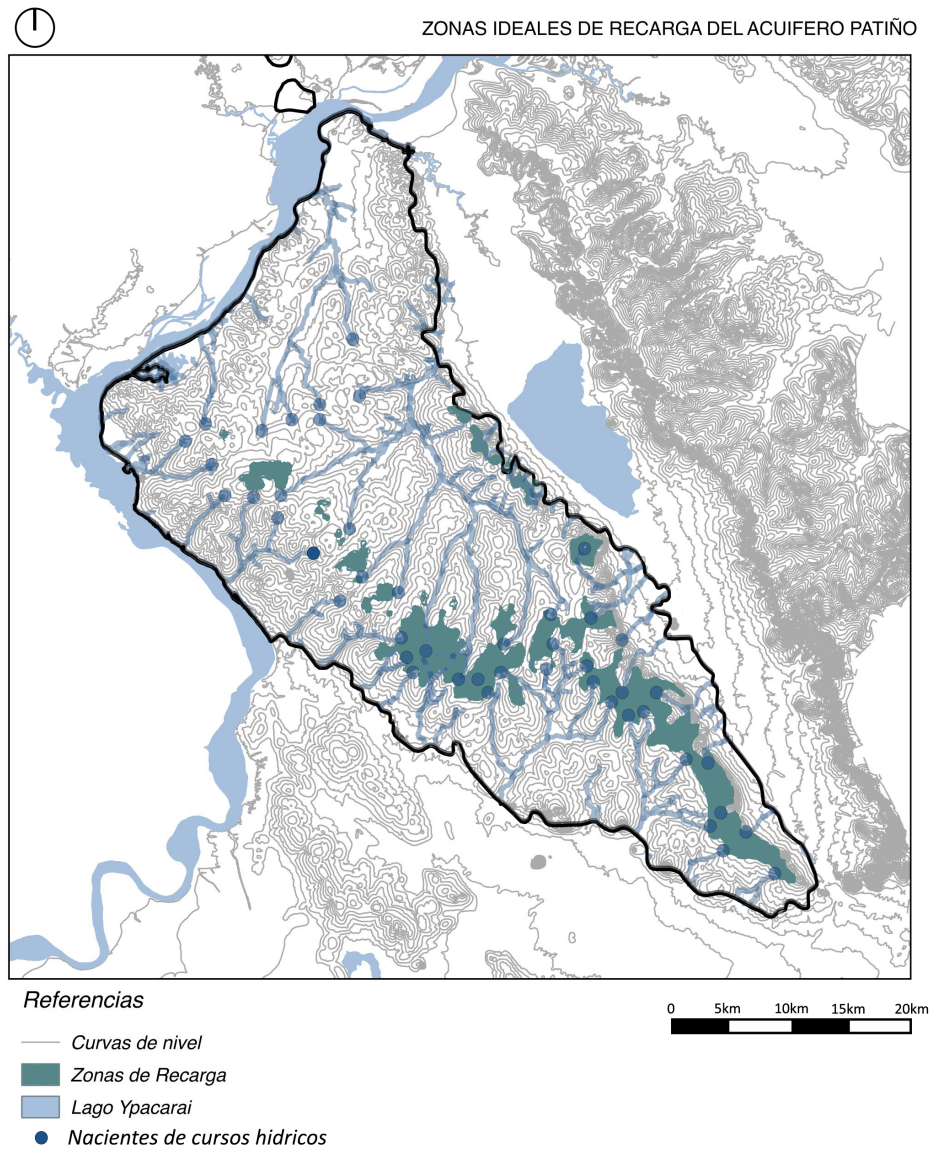 ZONAS IDEALES DE RECARGA DEL ACUIFERO PATIÑO
Referencias
0 5km 10km 15km 20km
Curvas de nivel
Zonas de Recarga
Lago Ypacarai
Nacientes de cursos hidricos